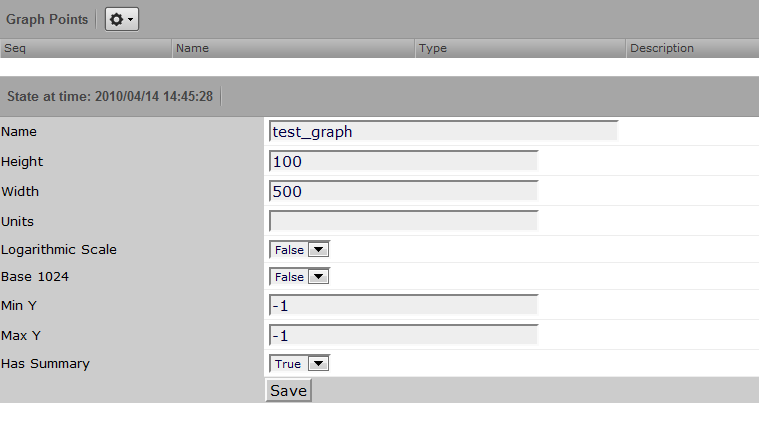 Graph Points
Seq Name Type Description
State at time: 2010/04/14 14:45:28
Name test_graph
Height 100
Width 500
Units
Logarithmic Scale False
Base 1024 False
Min Y -1
Max Y -1
Has Summary True
Save